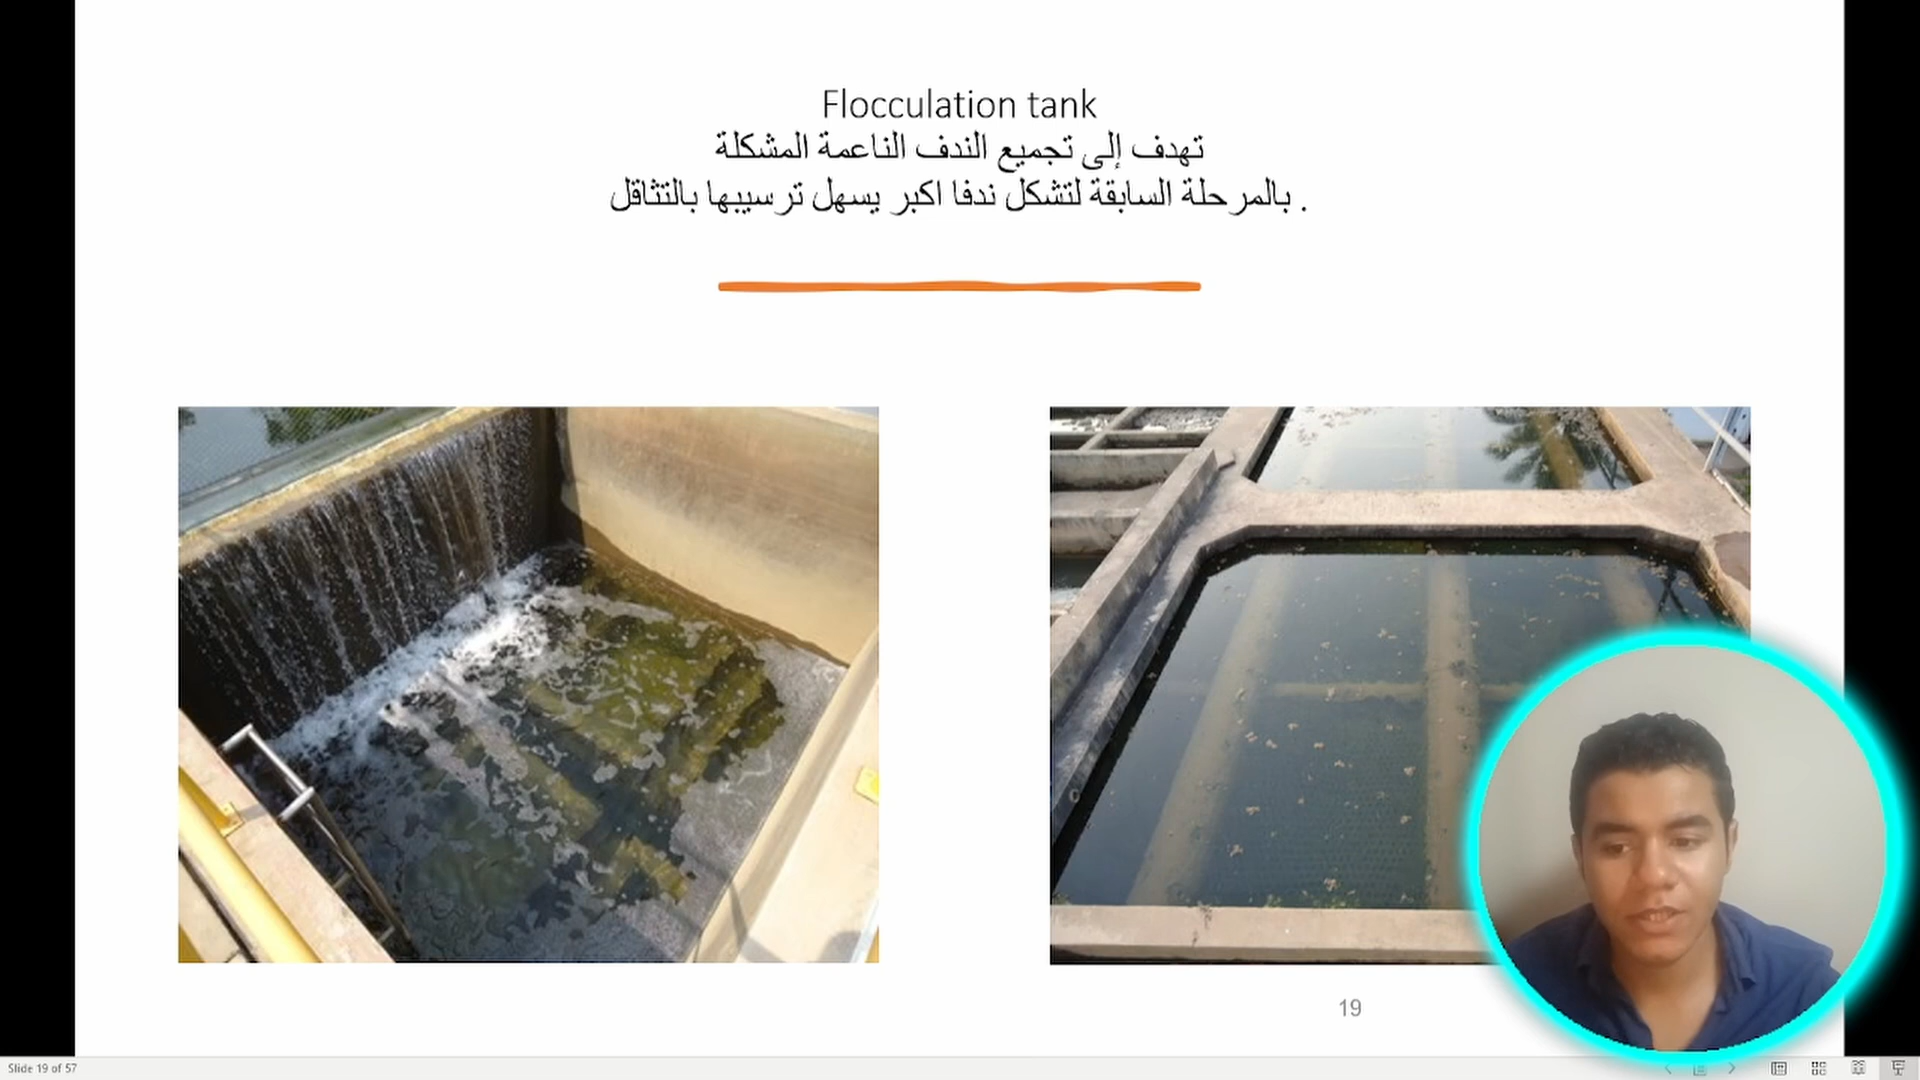 Flocculation tank
تهدف إلى تجميع الندف الناعمة المشكلة
بالمرحلة السابقة لتشكل ندفا اكبر يسهل ترسيبها بالتثاقل .
19
Slide 19 of 57